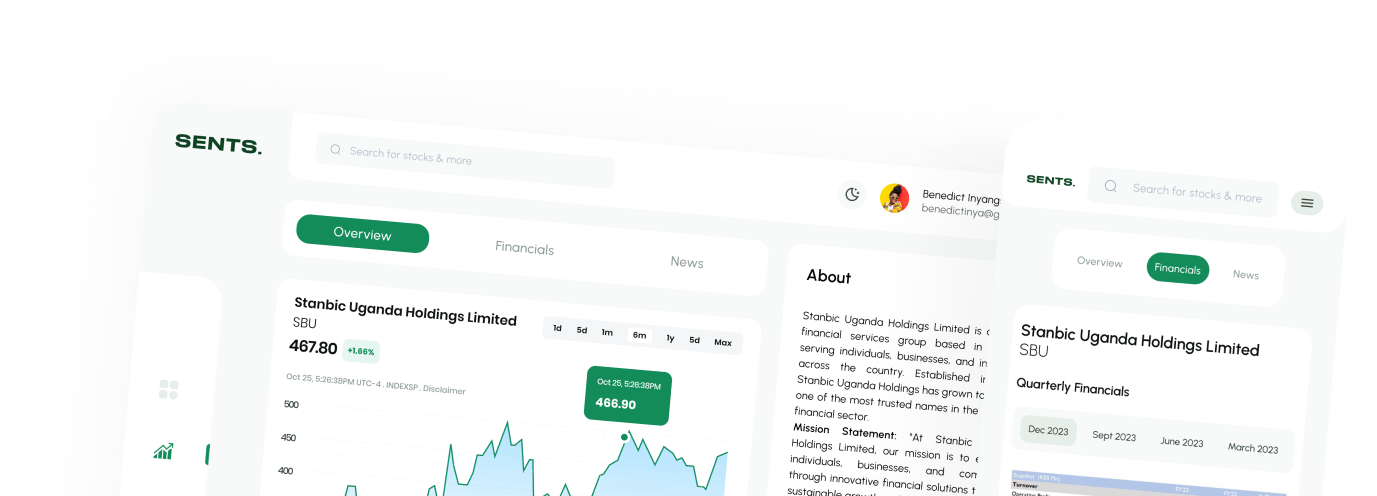 SENTS.
Search for stocks & more
Benedict Inyang
benedictinya@g
Overview
Financials
News
Stanbic Uganda Holdings Limited
SBU
467.80
+1.66%
1d
5d
1m
6m
1y
5d
Max
Oct 25, 5:26:38PM UTC-4 . INDEXSP . Disclaimer
Oct 25, 5:26:38PM
466.90
500
450
400
About
Stanbic Uganda Holdings Limited is
financial services group based in
serving individuals, businesses, and in
across the country. Established
Stanbic Uganda Holdings has grown to
one of the most trusted names in the
financial sector.
Mission Statement: "At Stanbic
Holdings Limited, our mission is to
individuals, businesses, and com
through innovative financial solutions
sustainable
SENTS.
Search for stocks & more
Overview
Financials
News
Stanbic Uganda Holdings Limited
SBU
Quarterly Financials
Dec 2023
Sept 2023
June 2023
March 2023
Turnover